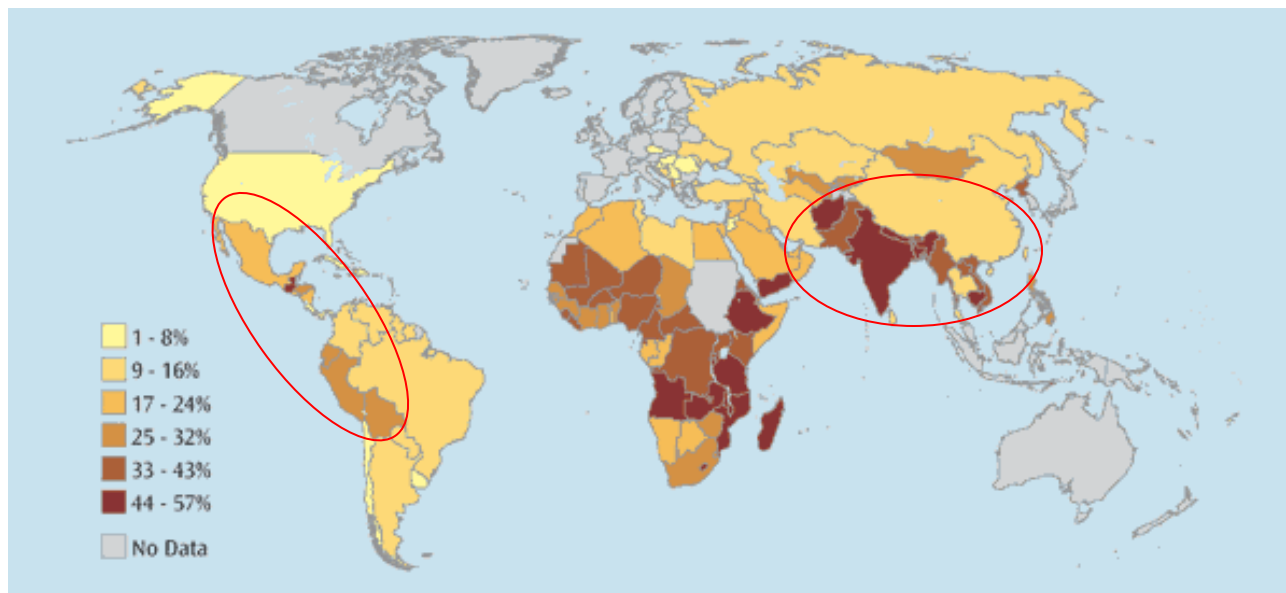 1 - 8%
9 - 16%
17 - 24%
25 - 32%
33 - 43%
44 - 57%
No Data